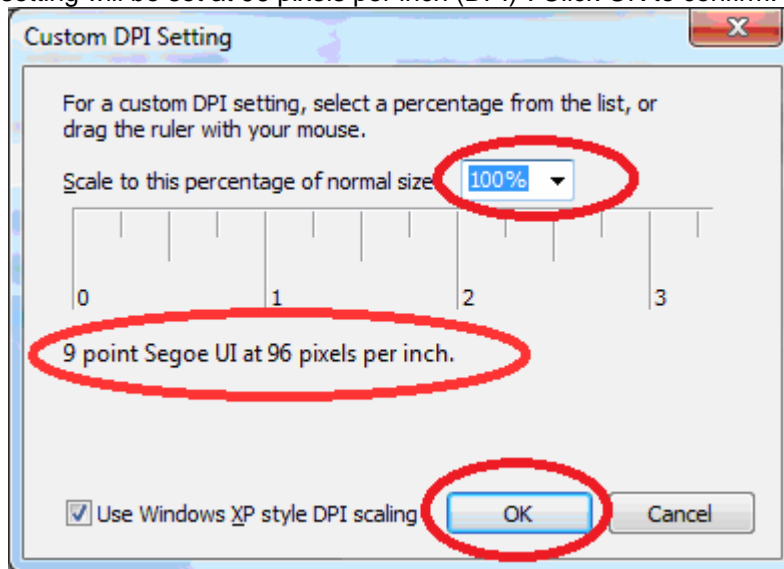 Custom DPI Setting
For a custom DPI setting, select a percentage from the list, or
drag the ruler with your mouse.
Scale to this percentage of normal size 100%
0 1 2 3
9 point Segoe UI at 96 pixels per inch.
Use Windows XP style DPI scaling OK Cancel